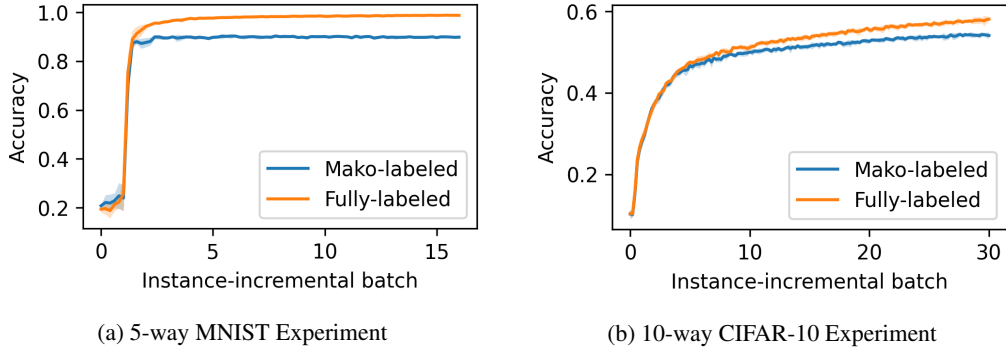 1.0
0.8
0.6
0.4
0.2
Accuracy
Mako-labeled
Fully-labeled
0
5
10
15
Instance-incremental batch
(a) 5-way MNIST Experiment
0.6
0.4
0.2
Accuracy
Mako-labeled
Fully-labeled
0
10
20
30
Instance-incremental batch
(b) 10-way CIFAR-10 Experiment